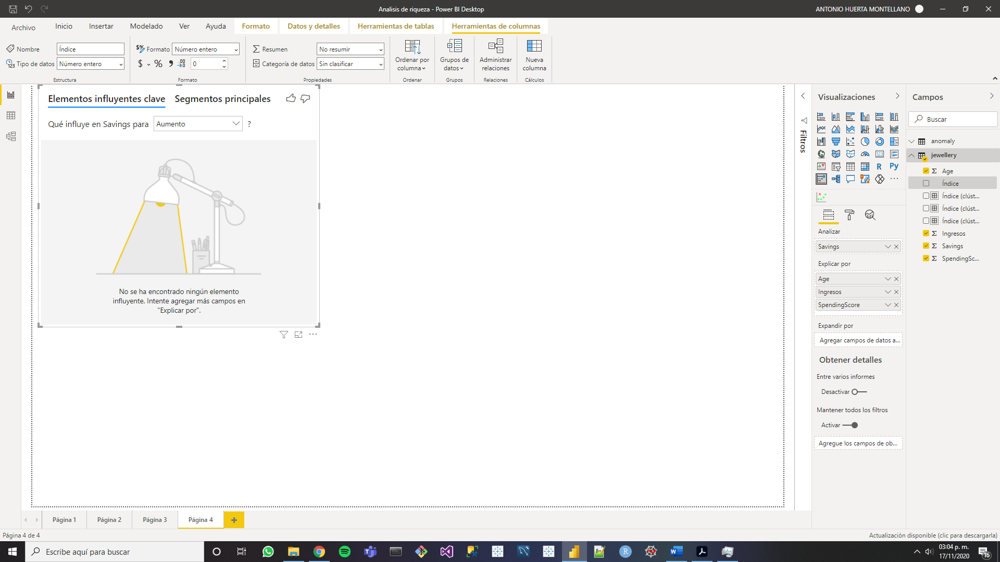 Analisis de riqueza - Power BI Desktop
ANTONIO HUERTA MONTELLANO
Archivo
Inicio
Insertar
Modelado
Ver
Ayuda
Formato
Datos y detalles
Herramientas de tablas
Herramientas de columnas
Nombre
Índice
Tipo de datos
Número entero
Estructura
Formato
Número entero
$
%
0
Formato
Resumen
No resumir
Categoría de datos
Sin clasificar
Propiedades
Ordenar por
columna
Ordenar
Grupos de
datos
Grupos
Administrar
relaciones
Relaciones
Nueva
columna
Cálculos
Elementos influyentes clave
Segmentos principales
Qué influye en Savings para
Aumento
?
No se ha encontrado ningún elemento
influyente. Intente agregar más campos en
"Explicar por".
Filtros
Visualizaciones
R
Py
Analizar
Savings
Explicar por
Age
Ingresos
SpendingScore
Expandir por
Agregar campos de datos a...
Obtener detalles
Entre varios informes
Desactivar
Mantener todos los filtros
Activar
Agregue los campos de ob...
Campos
Buscar
anomaly
jewellery
Age
Índice
Índice (clúst...
Índice (clúst...
Índice (clúst...
Ingresos
Savings
SpendingSc...
Página 1
Página 2
Página 3
Página 4
+
Página 4 de 4
Actualización disponible (clic para descargarla)
Escribe aquí para buscar
03:04 p. m.
17/11/2020
16